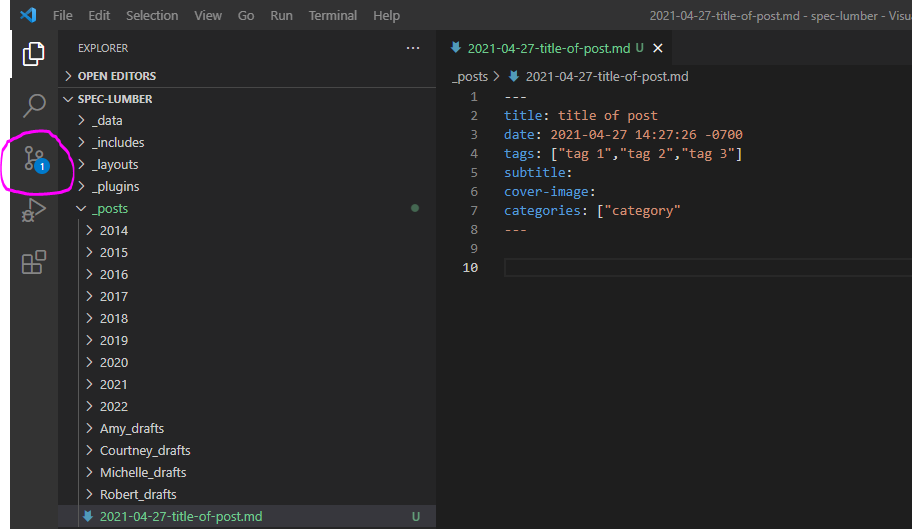 File Edit Selection View Go Run Terminal Help 2021-04-27-title-of-post.md - spec-lumber - Visua
EXPLORER ...
OPEN EDITORS
SPEC-LUMBER
_data
_includes
1
_layouts
_plugins
_posts
2014
2015
2016
2017
2018
2019
2020
2021
2022
Amy_drafts
Courtney_drafts
Michelle_drafts
Robert_drafts
2021-04-27-title-of-post.md U
2021-04-27-title-of-post.md U
_posts > 2021-04-27-title-of-post.md
1 ---
2 title: title of post
3 date: 2021-04-27 14:27:26 -0700
4 tags: ["tag 1","tag 2","tag 3"]
5 subtitle:
6 cover-image:
7 categories: ["category"
8 ---
9
10